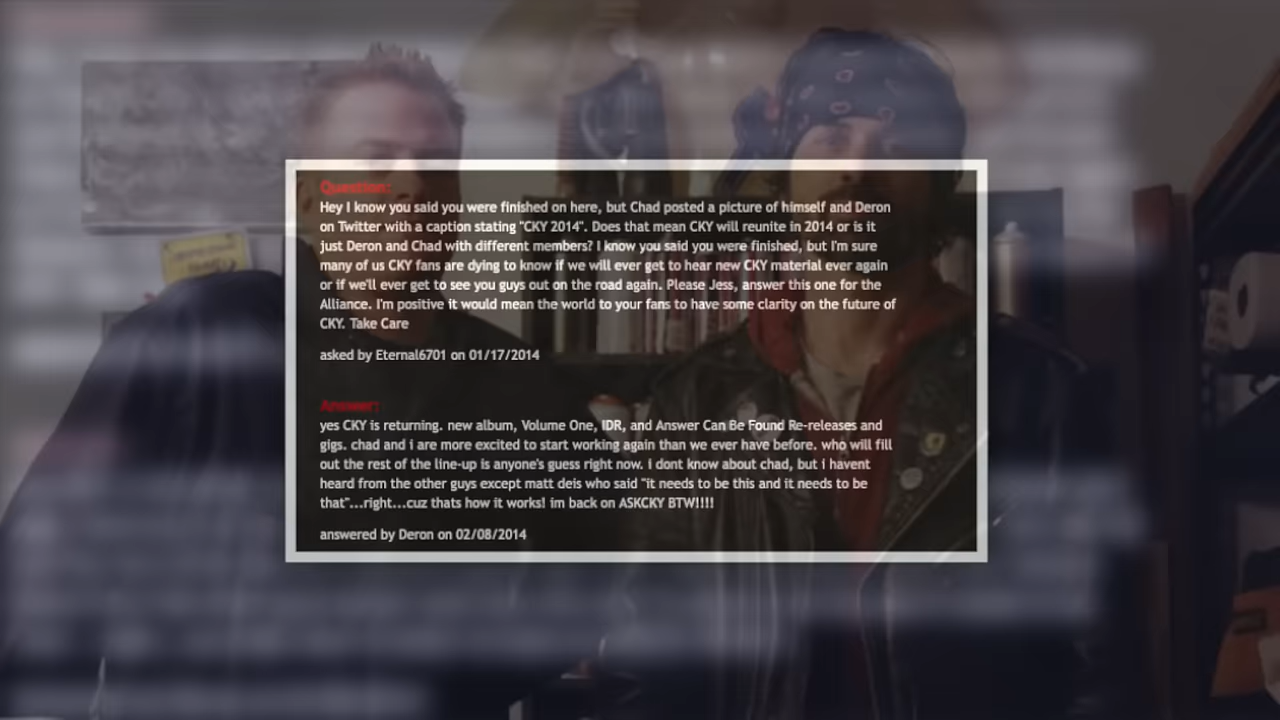 Question:
Hey I know you said you were finished on here, but Chad posted a picture of himself and Deron
on Twitter with a caption stating "CKY 2014". Does that mean CKY will reunite in 2014 or is it
just Deron and Chad with different members? I know you said you were finished, but I'm sure
many of us CKY fans are dying to know if we will ever get to hear new CKY material ever again
or if we'll ever get to see you guys out on the road again. Please Jess, answer this one for the
Alliance. I'm positive it would mean the world to your fans to have some clarity on the future of
CKY. Take Care
asked by Eternal6701 on 01/17/2014
Answer:
yes CKY is returning. new album, Volume One, IDR, and Answer Can Be Found Re-releases and
gigs. chad and i are more excited to start working again than we ever have before. who will fill
out the rest of the line-up is anyone's guess right now. i dont know about chad, but i havent
heard from the other guys except matt deis who said "it needs to be this and it needs to be
that"...right...cuz thats how it works! im back on ASKCKY BTW!!!!
answered by Deron on 02/08/2014